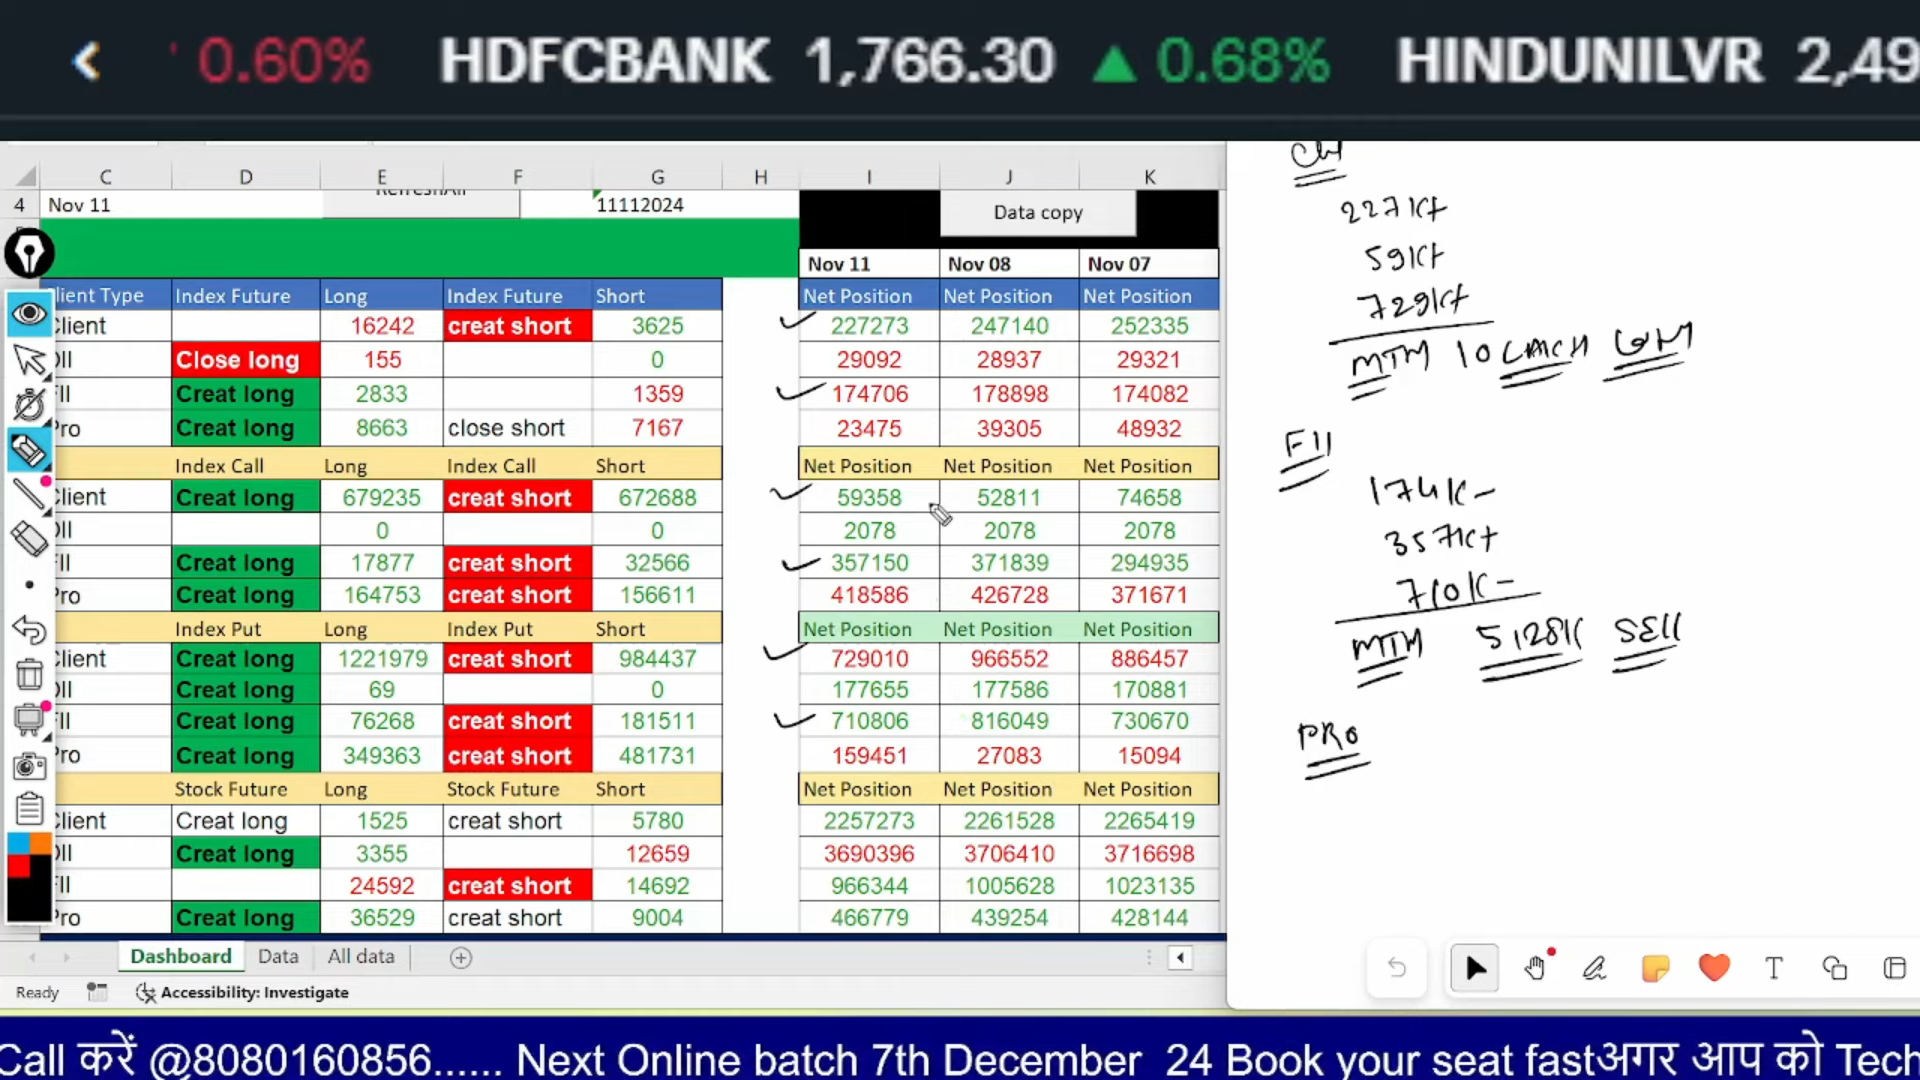 0.60% HDFCBANK 1,766.30 ▲ 0.68% HINDUNILVR 2,49
C D E F G H I J K
4 Nov 11 RefreshAll 11112024 Data copy
Nov 11 Nov 08 Nov 07
lient Type Index Future Long Index Future Short Net Position Net Position Net Position
Client 16242 creat short 3625 227273 247140 252335
DII Close long 155 0 29092 28937 29321
FII Creat long 2833 1359 174706 178898 174082
Pro Creat long 8663 close short 7167 23475 39305 48932
Index Call Long Index Call Short Net Position Net Position Net Position
Client Creat long 679235 creat short 672688 59358 52811 74658
DII 0 0 2078 2078 2078
FII Creat long 17877 creat short 32566 357150 371839 294935
Pro Creat long 164753 creat short 156611 418586 426728 371671
Index Put Long Index Put Short Net Position Net Position Net Position
Client Creat long 1221979 creat short 984437 729010 966552 886457
DII Creat long 69 0 177655 177586 170881
FII Creat long 76268 creat short 181511 710806 816049 730670
Pro Creat long 349363 creat short 481731 159451 27083 15094
Stock Future Long Stock Future Short Net Position Net Position Net Position
Client Creat long 1525 creat short 5780 2257273 2261528 2265419
DII Creat long 3355 12659 3690396 3706410 3716698
FII 24592 creat short 14692 966344 1005628 1023135
Pro Creat long 36529 creat short 9004 466779 439254 428144
Dashboard Data All data
Ready Accessibility: Investigate
227K+
59K+
729K+
MTM 10
FII
174K-
357K+
710K-
MTM 5128K SELL
PRO
Call करें @8080160856...... Next Online batch 7th December 24 Book your seat fastअगर आप को Tech